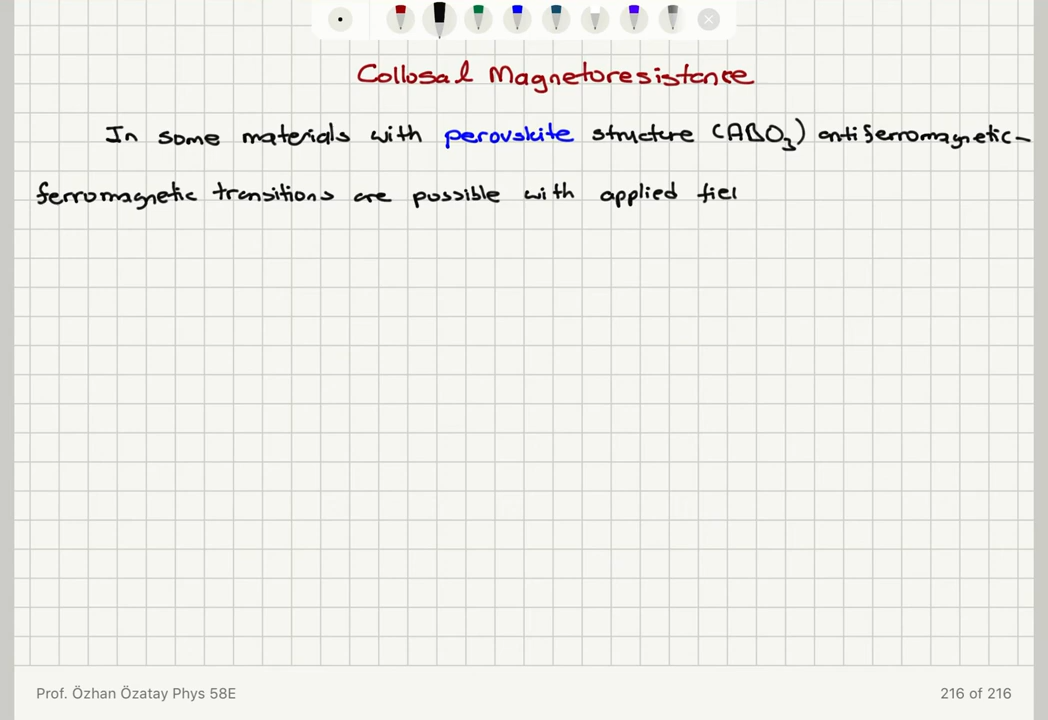 Collosal Magnetoresistance
In some materials with perovskite structure (ABO₃) antiferromagnetic-
ferromagnetic transitions are possible with applied fiel
Prof. Özhan Özatay Phys 58E
216 of 216